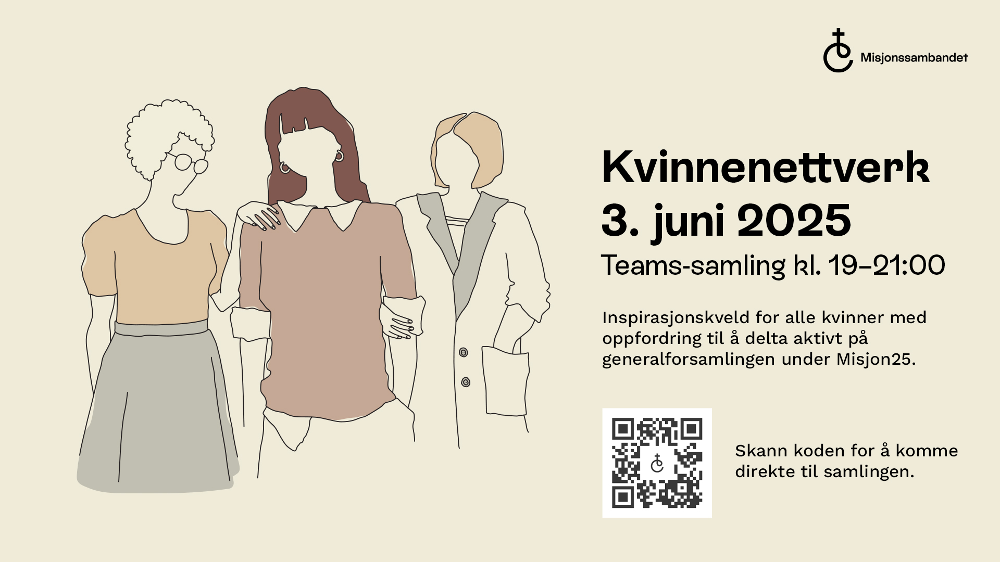 Misjonssambandet
Kvinnenettverk
3. juni 2025
Teams-samling kl. 19–21:00
Inspirasjonskveld for alle kvinner med
oppfordring til å delta aktivt på
generalforsamlingen under Misjon25.
Skann koden for å komme
direkte til samlingen.